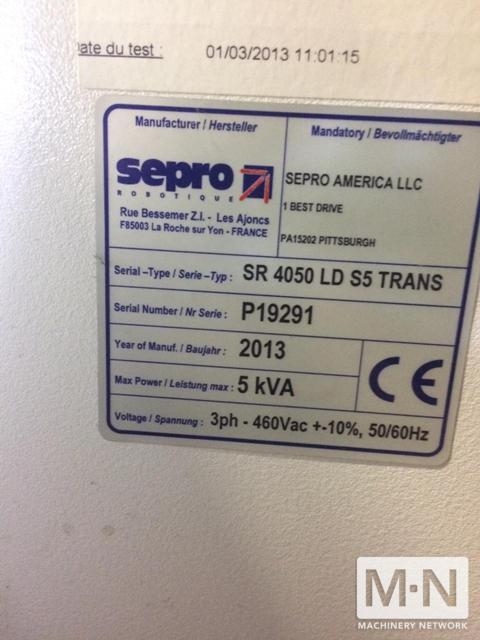 Date du test :   01/03/2013 11:01:15
Manufacturer / Hersteller
Mandatory / Bevollmächtigter
sepro
ROBOTIQUE
Rue Bessemer Z.I. - Les Ajoncs
F85003 La Roche sur Yon - FRANCE
SEPRO AMERICA LLC
1 BEST DRIVE
PA15202 PITTSBURGH
Serial -Type / Serie -Typ : SR 4050 LD S5 TRANS
Serial Number / Nr Serie : P19291
Year of Manuf. / Baujahr : 2013
Max Power / Leistung max : 5 kVA
CE
Voltage / Spannung : 3ph - 460Vac +-10%, 50/60Hz
M·N
MACHINERY NETWORK